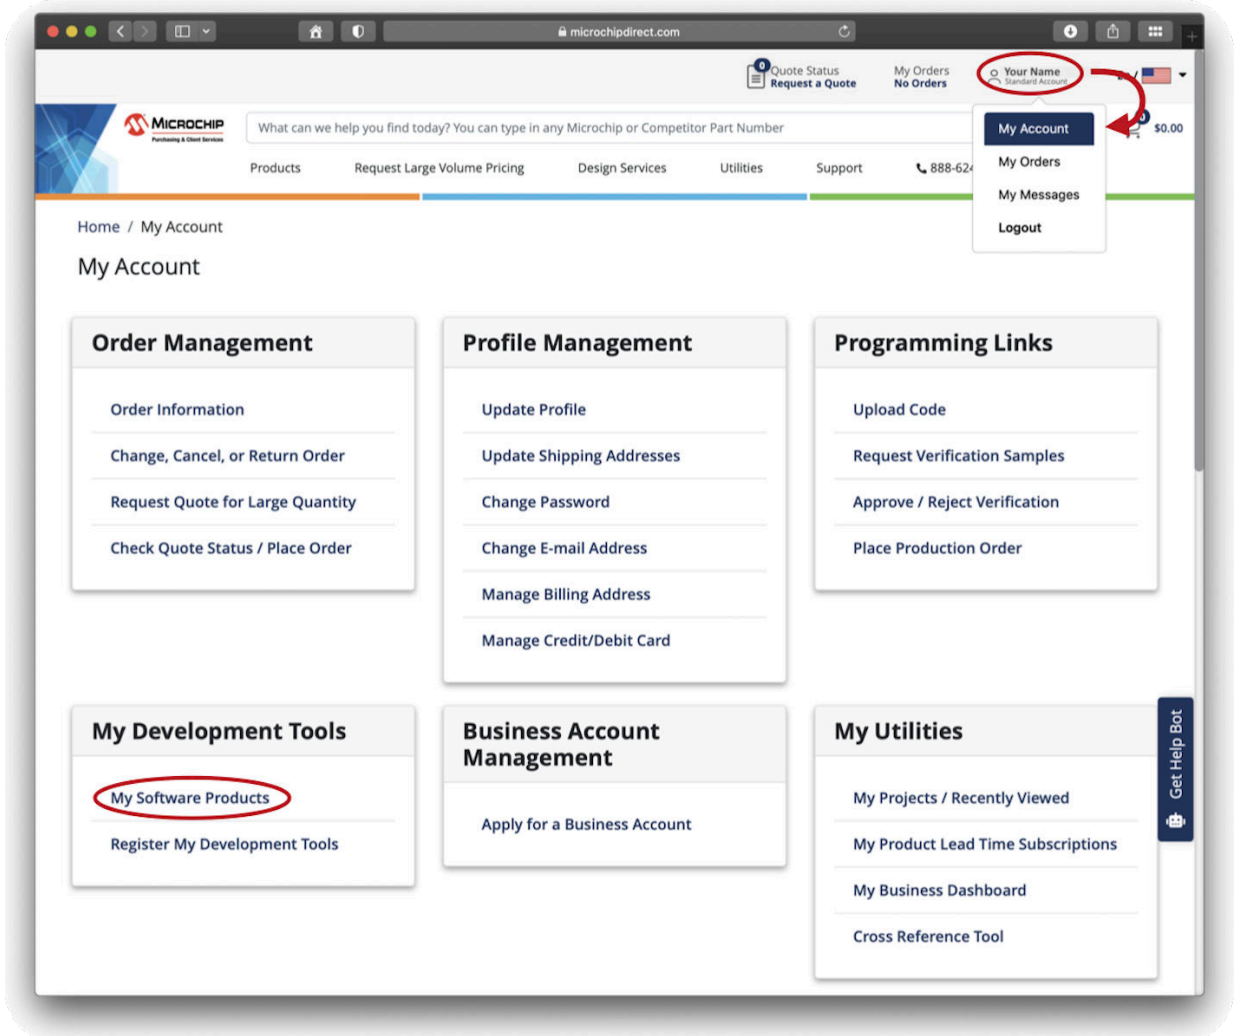 microchipdirect.com
0
Quote Status
Request a Quote
My Orders
No Orders
Your Name
Standard Account
MICROCHIP
Purchasing & Client Services
What can we help you find today? You can type in any Microchip or Competitor Part Number
My Account
$0.00
Products
Request Large Volume Pricing
Design Services
Utilities
Support
888-624
My Orders
My Messages
Logout
Home / My Account
My Account
Order Management
Order Information
Change, Cancel, or Return Order
Request Quote for Large Quantity
Check Quote Status / Place Order
Profile Management
Update Profile
Update Shipping Addresses
Change Password
Change E-mail Address
Manage Billing Address
Manage Credit/Debit Card
Programming Links
Upload Code
Request Verification Samples
Approve / Reject Verification
Place Production Order
My Development Tools
My Software Products
Register My Development Tools
Business Account
Management
Apply for a Business Account
My Utilities
My Projects / Recently Viewed
My Product Lead Time Subscriptions
My Business Dashboard
Cross Reference Tool
Get Help Bot